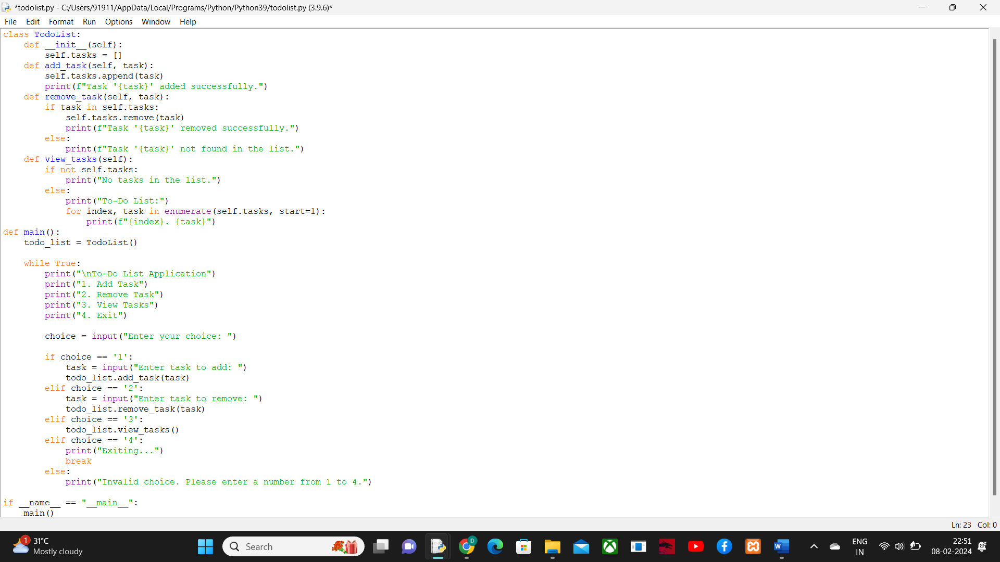 *todolist.py - C:/Users/91911/AppData/Local/Programs/Python/Python39/todolist.py (3.9.6)*
File Edit Format Run Options Window Help
class TodoList:
    def __init__(self):
        self.tasks = []
    def add_task(self, task):
        self.tasks.append(task)
        print(f"Task '{task}' added successfully.")
    def remove_task(self, task):
        if task in self.tasks:
            self.tasks.remove(task)
            print(f"Task '{task}' removed successfully.")
        else:
            print(f"Task '{task}' not found in the list.")
    def view_tasks(self):
        if not self.tasks:
            print("No tasks in the list.")
        else:
            print("To-Do List:")
            for index, task in enumerate(self.tasks, start=1):
                print(f"{index}. {task}")
def main():
    todo_list = TodoList()

    while True:
        print("\nTo-Do List Application")
        print("1. Add Task")
        print("2. Remove Task")
        print("3. View Tasks")
        print("4. Exit")

        choice = input("Enter your choice: ")

        if choice == '1':
            task = input("Enter task to add: ")
            todo_list.add_task(task)
        elif choice == '2':
            task = input("Enter task to remove: ")
            todo_list.remove_task(task)
        elif choice == '3':
            todo_list.view_tasks()
        elif choice == '4':
            print("Exiting...")
            break
        else:
            print("Invalid choice. Please enter a number from 1 to 4.")

if __name__ == "__main__":
    main()
Ln: 23 Col: 0
1
31°C
Mostly cloudy
Search
D
W
ENG
IN
22:51
08-02-2024